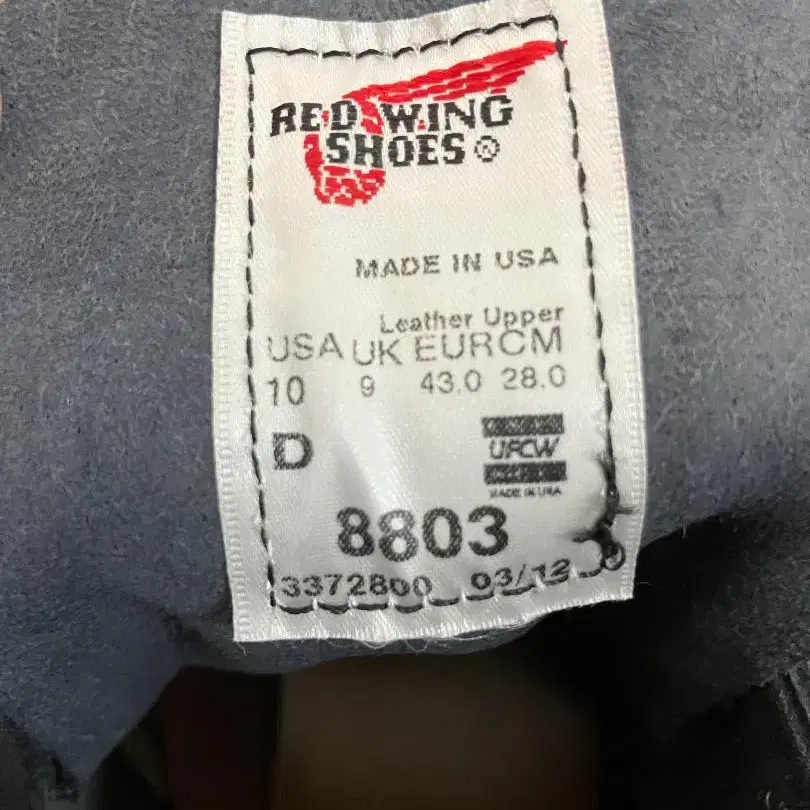 RED WING
SHOES ®
MADE IN USA
Leather Upper
USA UK EUR CM
10 9 43.0 28.0
D
UFCW
MADE IN USA
8803
3372800 03/12